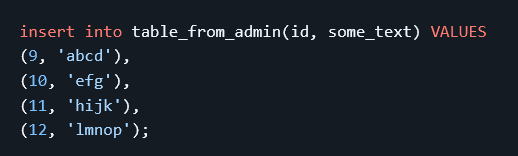 insert into table_from_admin(id, some_text) VALUES
(9, 'abcd'),
(10, 'efg'),
(11, 'hijk'),
(12, 'lmnop');